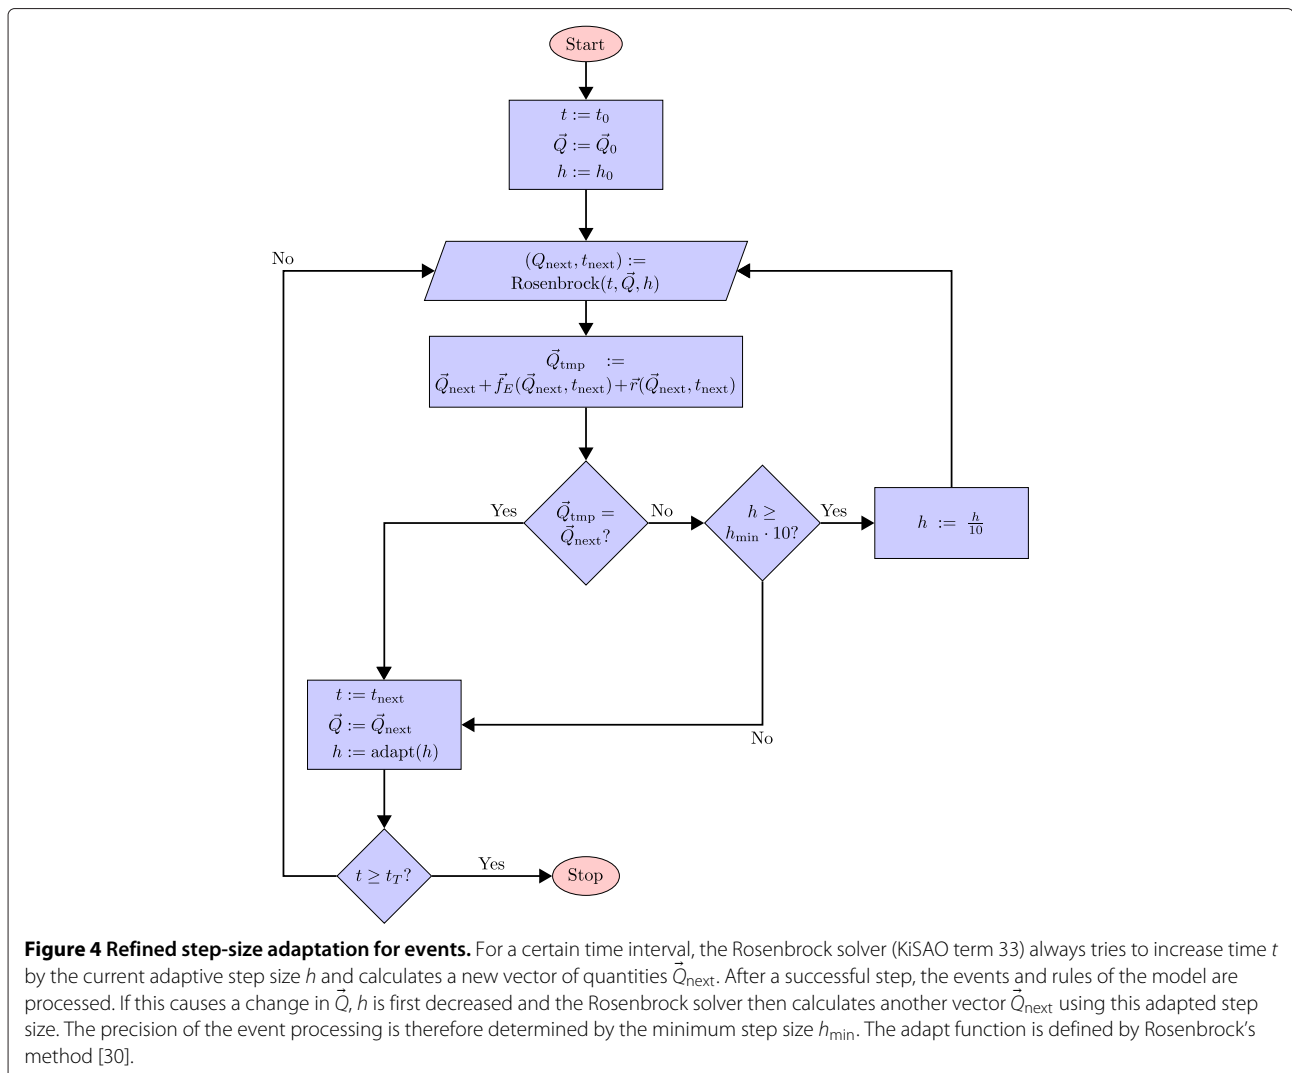 Start
t := t₀
Q⃗ := Q⃗₀
h := h₀
No
(Q_next, t_next) :=
Rosenbrock(t, Q⃗, h)
Q⃗_tmp :=
Q⃗_next + f⃗_E(Q⃗_next, t_next) + r⃗(Q⃗_next, t_next)
Yes
Q⃗_tmp =
Q⃗_next?
No
h ≥
h_min · 10?
Yes
h := h/10
t := t_next
Q⃗ := Q⃗_next
h := adapt(h)
No
t ≥ t_T?
Yes
Stop
Figure 4 Refined step-size adaptation for events. For a certain time interval, the Rosenbrock solver (KiSAO term 33) always tries to increase time t
by the current adaptive step size h and calculates a new vector of quantities Q⃗_next. After a successful step, the events and rules of the model are
processed. If this causes a change in Q⃗, h is first decreased and the Rosenbrock solver then calculates another vector Q⃗_next using this adapted step
size. The precision of the event processing is therefore determined by the minimum step size h_min. The adapt function is defined by Rosenbrock's
method [30].